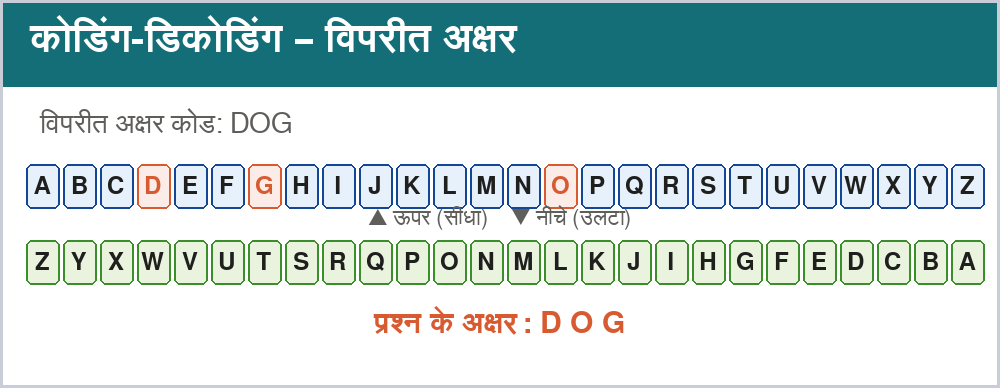 कोडिंग-डिकोडिंग – विपरीत अक्षर
विपरीत अक्षर कोड: DOG
A B C D E F G H I J K L M N O P Q R S T U V W X Y Z
▲ ऊपर (सीधा) ▼ नीचे (उलटा)
Z Y X W V U T S R Q P O N M L K J I H G F E D C B A
प्रश्न के अक्षर : D O G